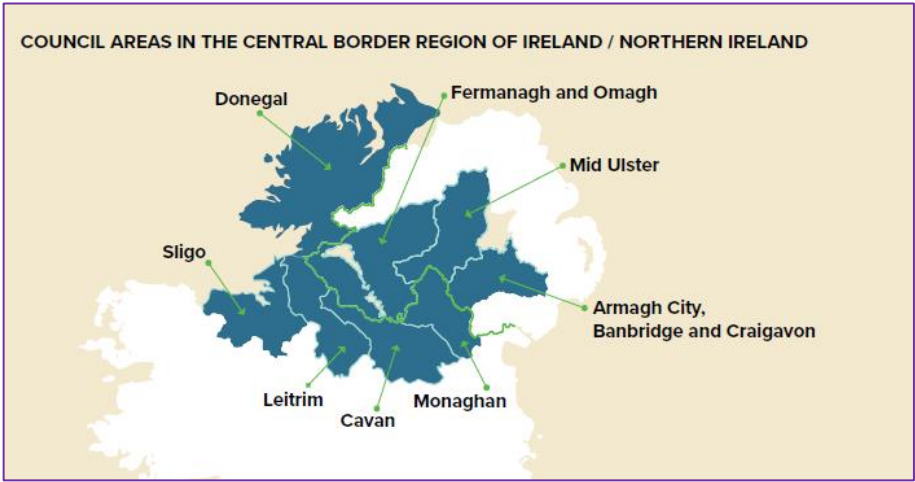 COUNCIL AREAS IN THE CENTRAL BORDER REGION OF IRELAND / NORTHERN IRELAND
Donegal
Fermanagh and Omagh
Mid Ulster
Sligo
Armagh City,
Banbridge and Craigavon
Leitrim
Monaghan
Cavan